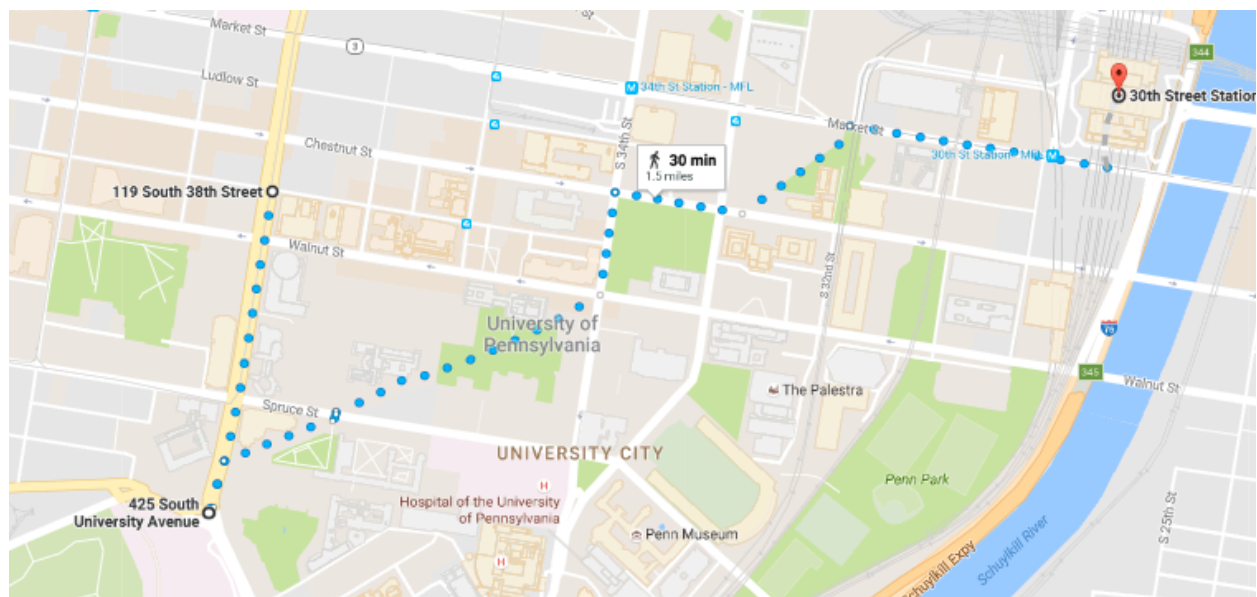 Market St
3
Ludlow St
M 34th St Station - MFL
344
30th Street Station
Market St
30th St Station - MFL
M
Chestnut St
S 34th St
30 min
1.5 miles
119 South 38th Street
Walnut St
S 32nd St
University of
Pennsylvania
76
345
Walnut St
The Palestra
Spruce St
UNIVERSITY CITY
Penn Park
H
Hospital of the University
of Pennsylvania
425 South
University Avenue
Penn Museum
H
S 25th St
Schuylkill River
Schuylkill Expy